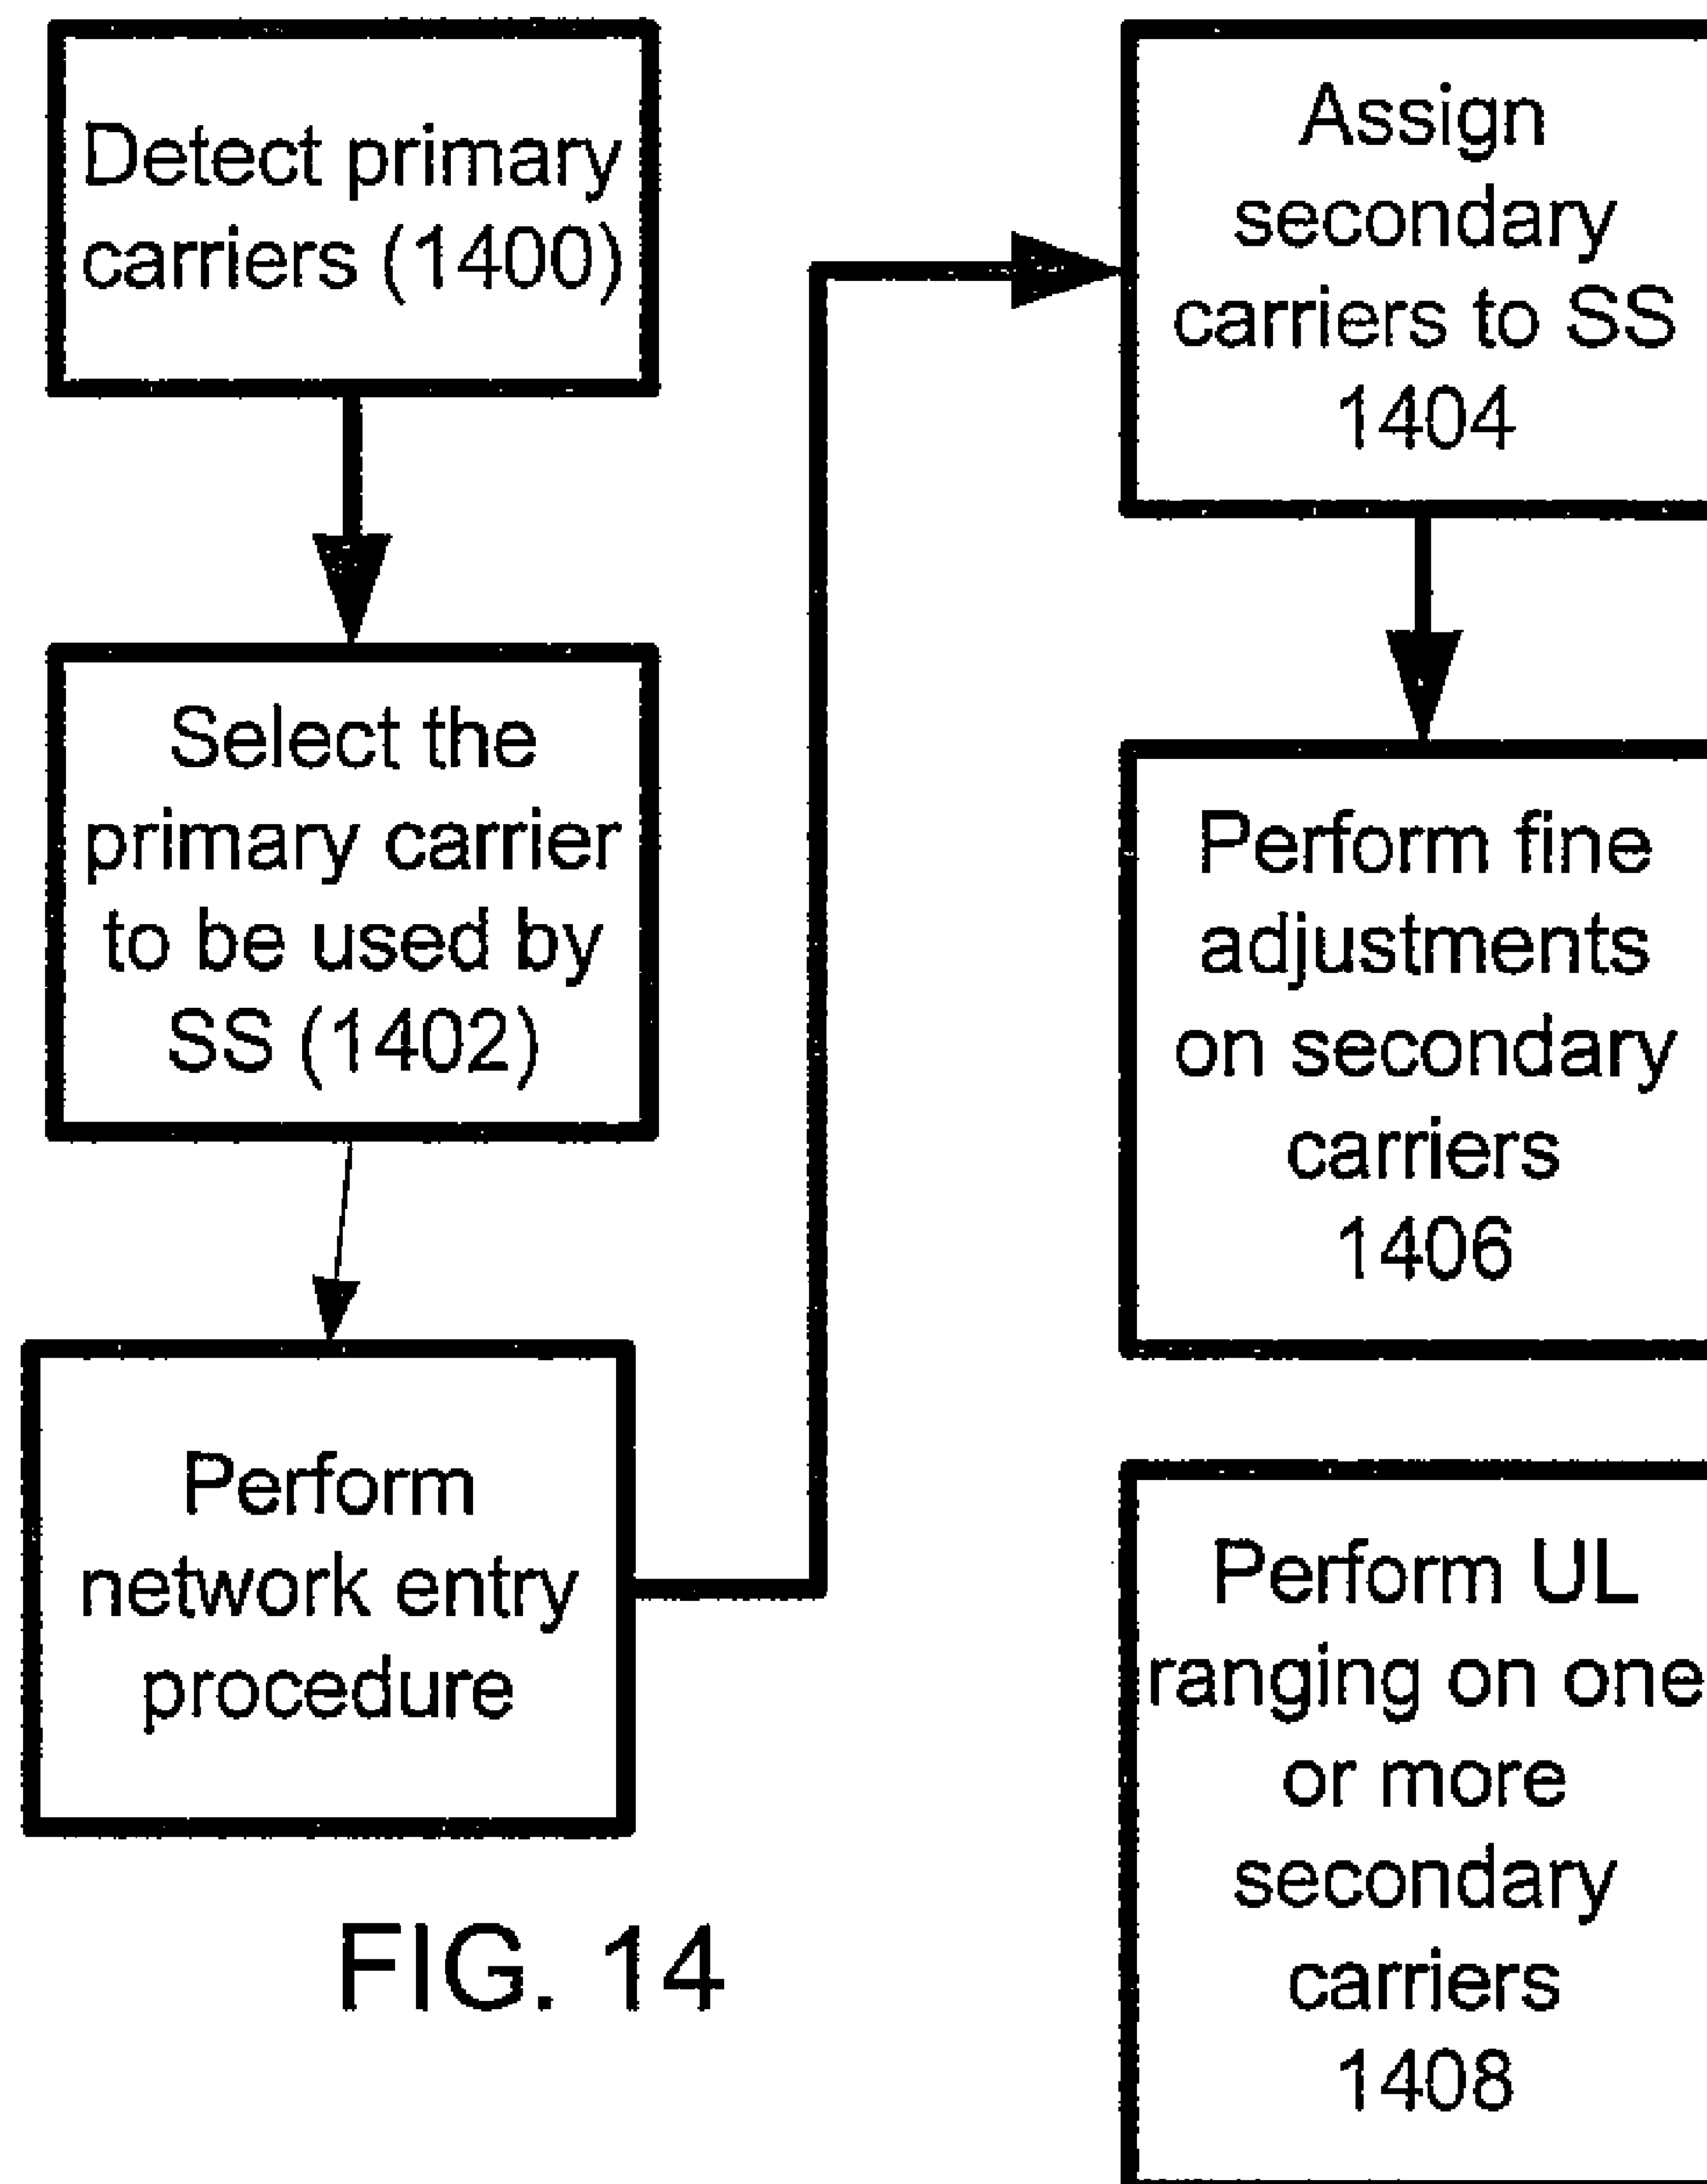 Detect primary
carriers (1400)
Select the
primary carrier
to be used by
SS (1402)
Perform
network entry
procedure
Assign
secondary
carriers to SS
1404
Perform fine
adjustments
on secondary
carriers
1406
Perform UL
ranging on one
or more
secondary
carriers
1408
FIG. 14